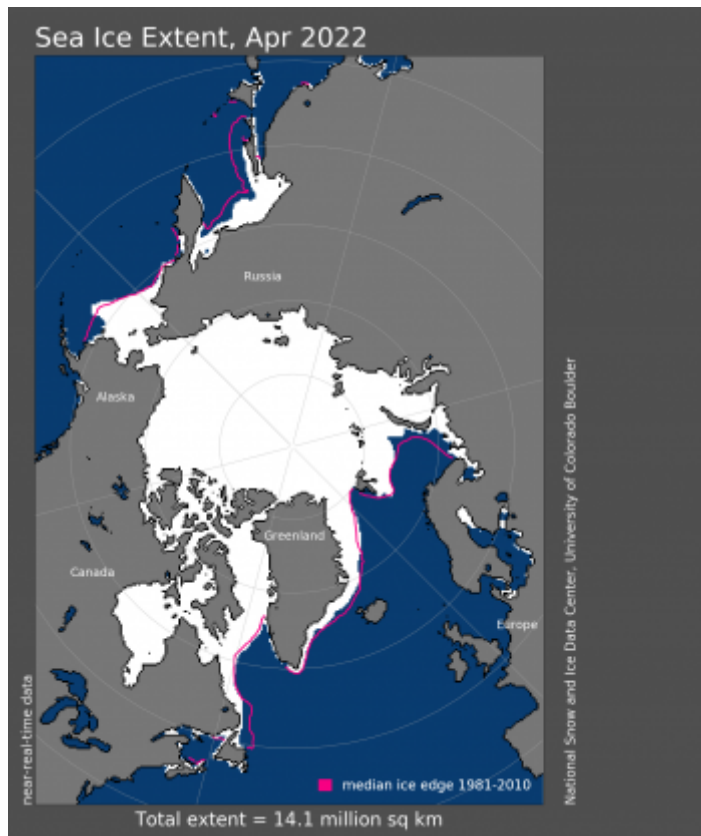 Sea Ice Extent, Apr 2022
Russia
Alaska
Greenland
Canada
Europe
near-real-time data
National Snow and Ice Data Center, University of Colorado Boulder
median ice edge 1981-2010
Total extent = 14.1 million sq km